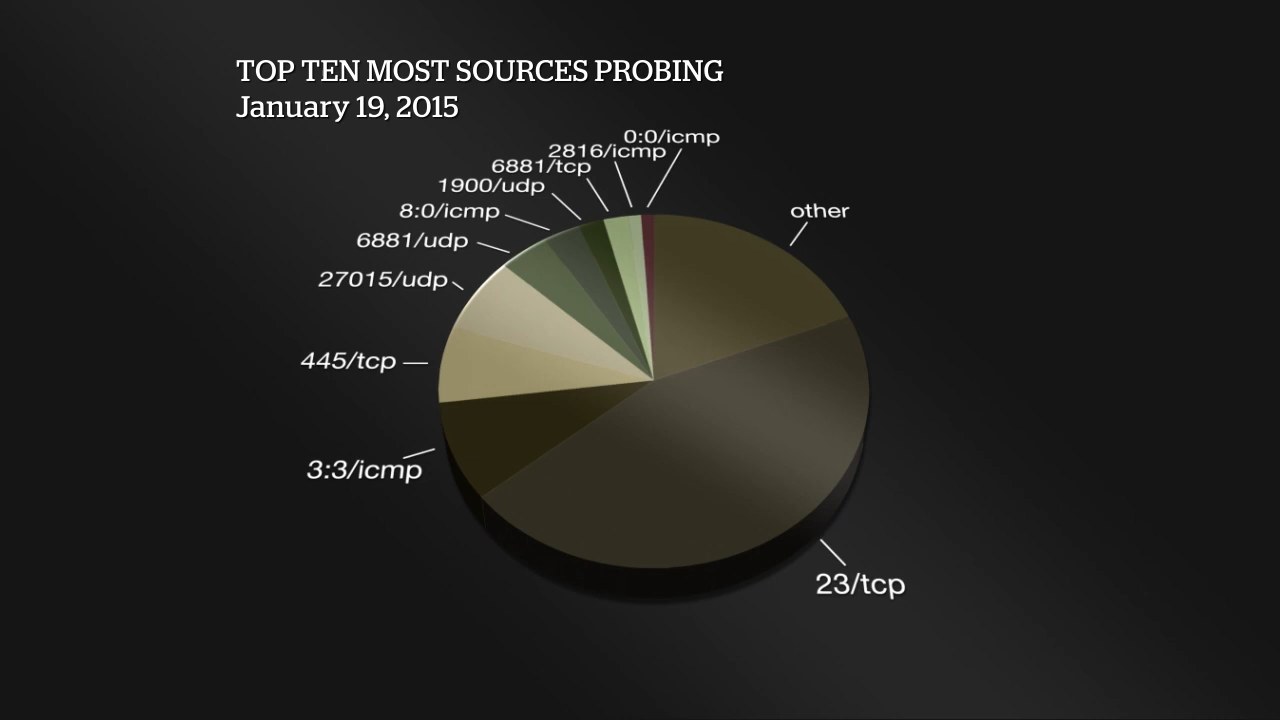 TOP TEN MOST SOURCES PROBING
January 19, 2015
0:0/icmp
2816/icmp
6881/tcp
1900/udp
8:0/icmp
other
6881/udp
27015/udp
445/tcp
3:3/icmp
23/tcp